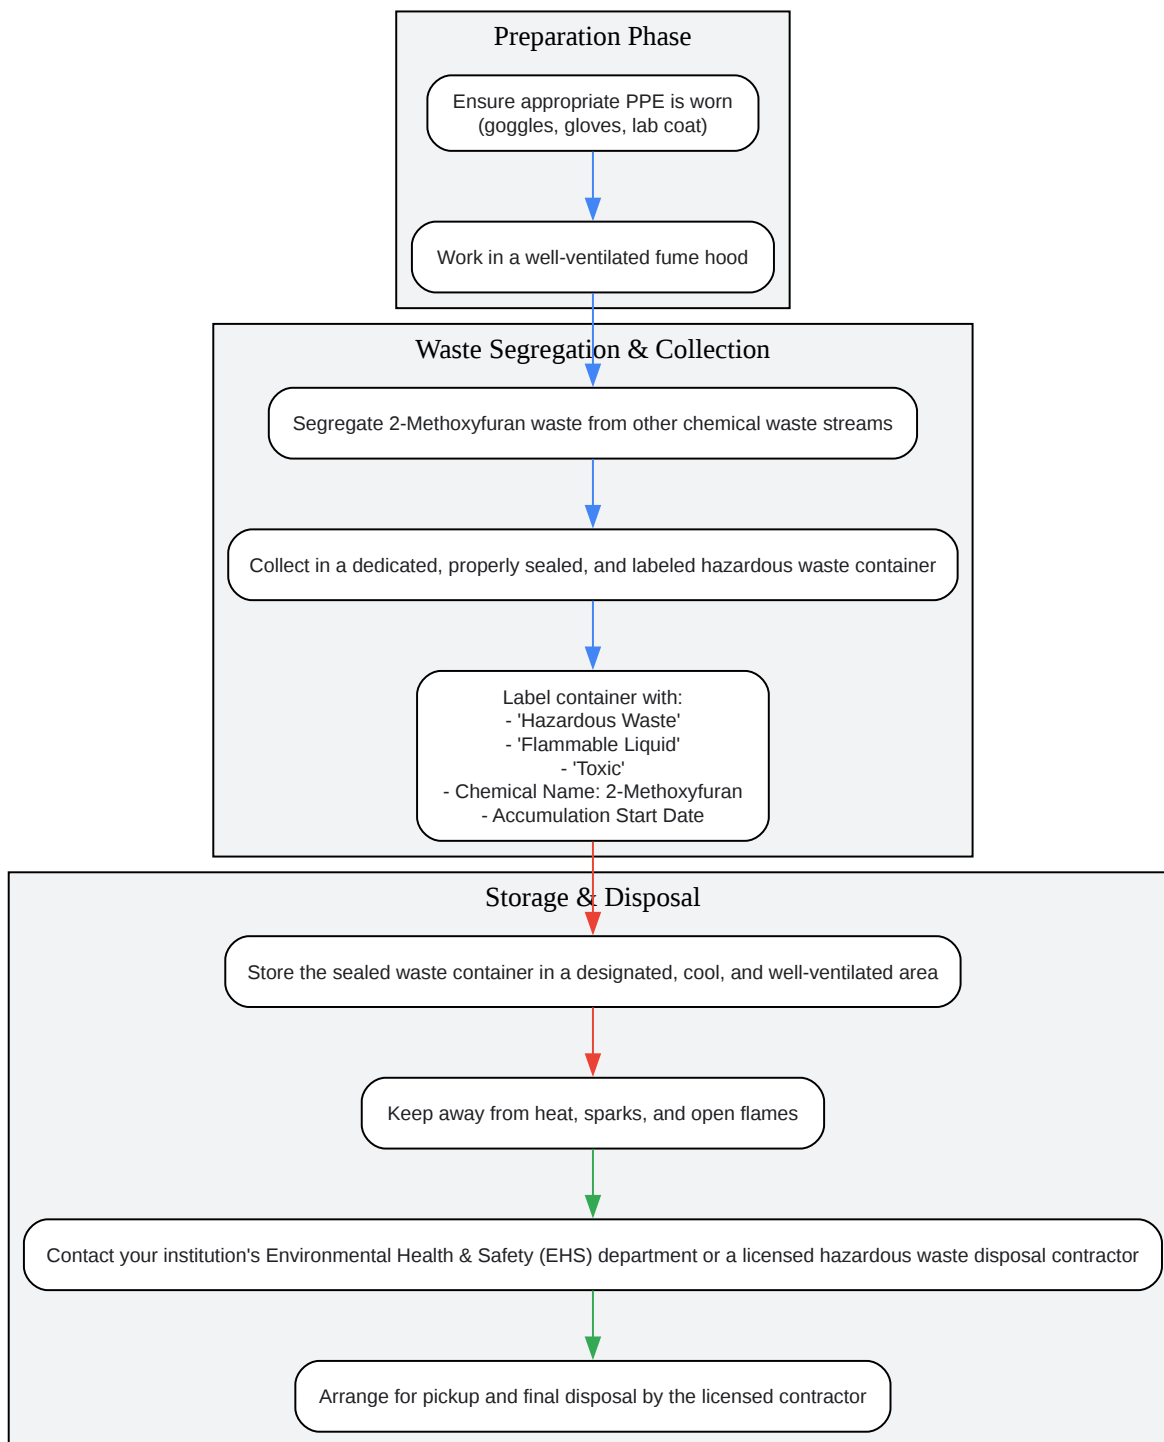 Preparation Phase
Ensure appropriate PPE is worn
(goggles, gloves, lab coat)
Work in a well-ventilated fume hood
Waste Segregation & Collection
Segregate 2-Methoxyfuran waste from other chemical waste streams
Collect in a dedicated, properly sealed, and labeled hazardous waste container
Label container with:
- 'Hazardous Waste'
- 'Flammable Liquid'
- 'Toxic'
- Chemical Name: 2-Methoxyfuran
- Accumulation Start Date
Storage & Disposal
Store the sealed waste container in a designated, cool, and well-ventilated area
Keep away from heat, sparks, and open flames
Contact your institution's Environmental Health & Safety (EHS) department or a licensed hazardous waste disposal contractor
Arrange for pickup and final disposal by the licensed contractor